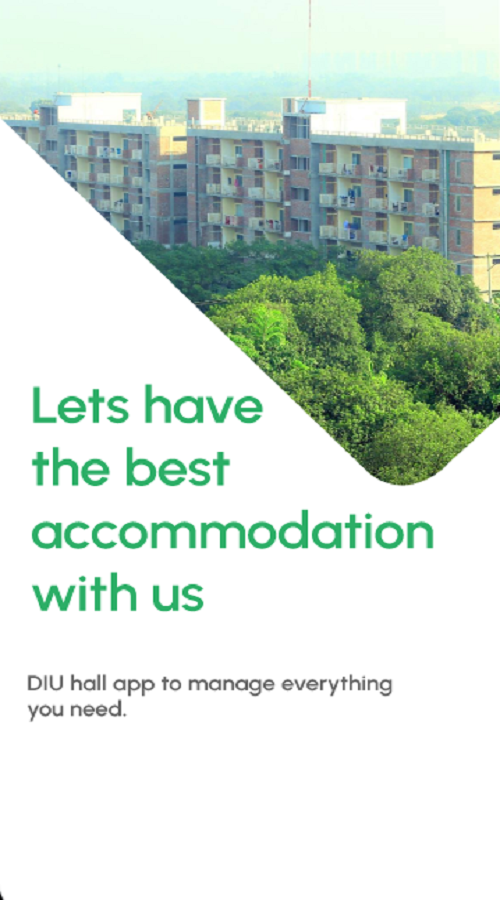 Lets have
the best
accommodation
with us
DIU hall app to manage everything
you need.